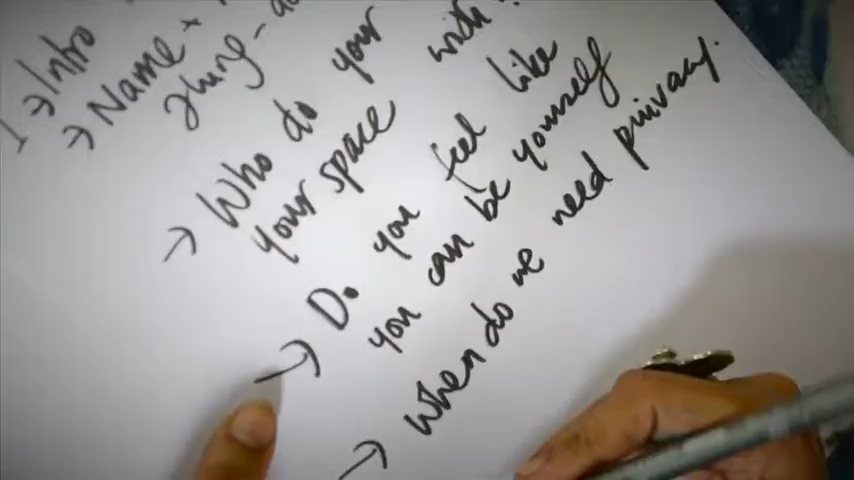 1 → Intro
→ Name +
thing - 
→ Who do your
your space with?
→ Do you feel like
you can be yourself
→ When do we need privacy.